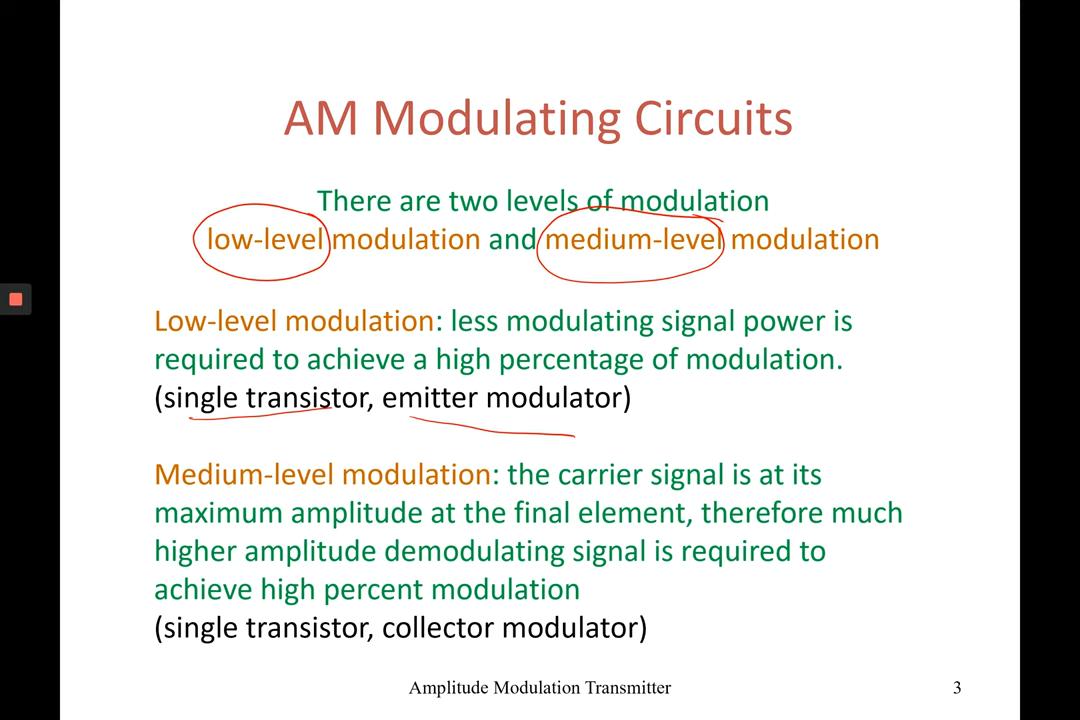 AM Modulating Circuits
There are two levels of modulation
low-level modulation and medium-level modulation
Low-level modulation: less modulating signal power is
required to achieve a high percentage of modulation.
(single transistor, emitter modulator)
Medium-level modulation: the carrier signal is at its
maximum amplitude at the final element, therefore much
higher amplitude demodulating signal is required to
achieve high percent modulation
(single transistor, collector modulator)
Amplitude Modulation Transmitter
3